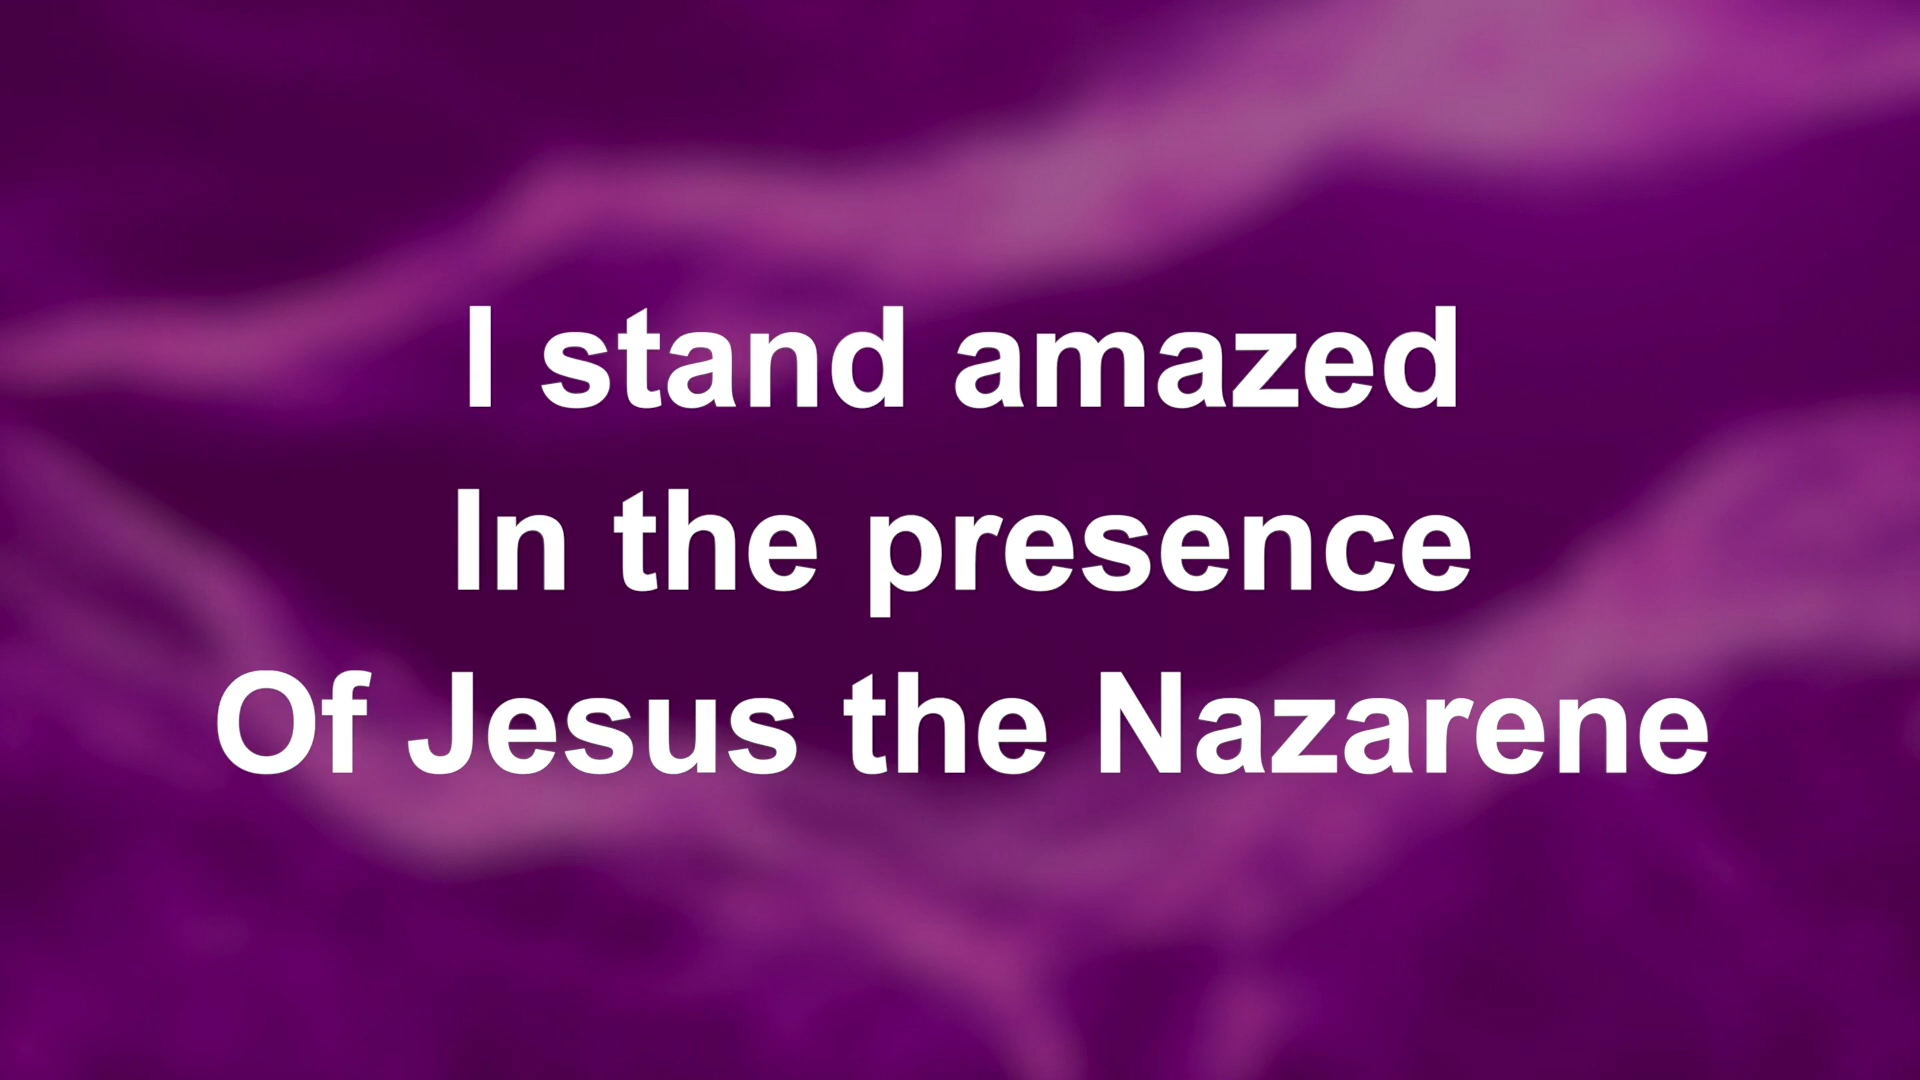 I stand amazed
In the presence
Of Jesus the Nazarene